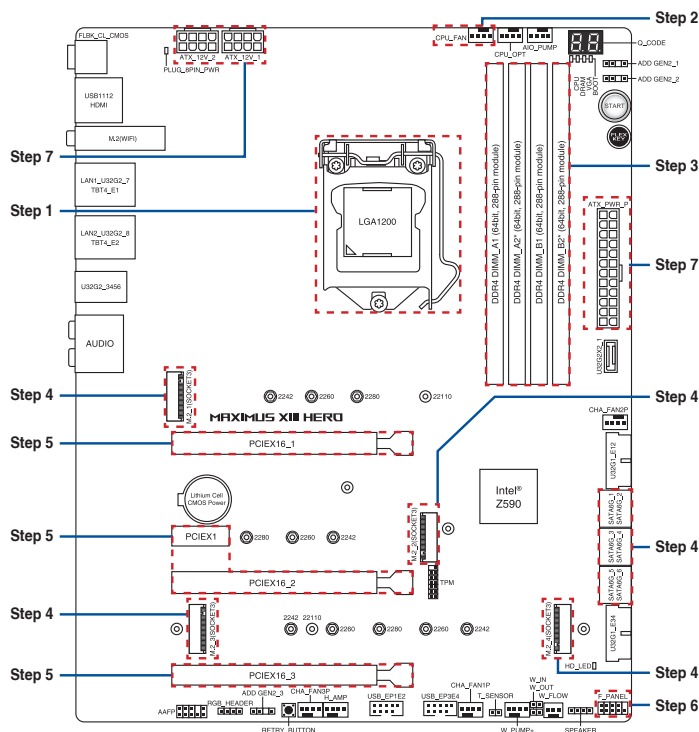 Step 2
FLBK_CL_CMOS
ATX_12V_2
ATX_12V_1
PLUG_8PIN_PWR
CPU_FAN
CPU_OPT
AIO_PUMP
88
Q_CODE
ADD GEN2_1
ADD GEN2_2
CPU
DRAM
VGA
BOOT
USB1112
HDMI
START
M.2(WIFI)
FLEX
KEY
Step 7
Step 3
LAN1_U32G2_7
TBT4_E1
Step 1
LGA1200
DDR4 DIMM_A1 (64bit, 288-pin module)
DDR4 DIMM_A2* (64bit, 288-pin module)
DDR4 DIMM_B1 (64bit, 288-pin module)
DDR4 DIMM_B2* (64bit, 288-pin module)
ATX_PWR_P
LAN2_U32G2_8
TBT4_E2
Step 7
U32G2_3456
AUDIO
U32G2X2_1
Step 4
M.2_1(SOCKET3)
2242
2260
2280
22110
Step 4
MAXIMUS XIII HERO
CHA_FAN2P
Step 5
PCIEX16_1
U32G1_E12
Lithium Cell
CMOS Power
Intel®
Z590
SATA6G_1
SATA6G_2
Step 5
PCIEX1
2280
2260
2242
M.2_2(SOCKET3)
SATA6G_3
SATA6G_4
Step 4
PCIEX16_2
TPM
SATA6G_5
SATA6G_6
Step 4
M.2_3(SOCKET3)
2242
22110
2260
2280
2260
2242
M.2_4(SOCKET3)
U32G1_E34
HD_LED
Step 4
Step 5
PCIEX16_3
AAFP
RGB_HEADER
ADD GEN2_3
RETRY_BUTTON
CHA_FAN3P
H_AMP
USB_EP1E2
USB_EP3E4
CHA_FAN1P
T_SENSOR
W_IN
W_OUT
W_FLOW
W_PUMP+
SPEAKER
F_PANEL
Step 6